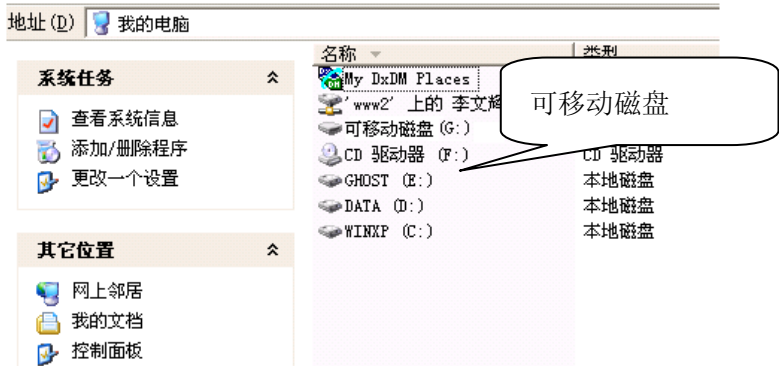 地址(D) 我的电脑
系统任务
查看系统信息
添加/删除程序
更改一个设置
其它位置
网上邻居
我的文档
控制面板
名称 类型
My DxDM Places
'www2' 上的 李文辉
可移动磁盘 (G:)
CD 驱动器 (F:) CD 驱动器
GHOST (E:) 本地磁盘
DATA (D:) 本地磁盘
WINXP (C:) 本地磁盘
可移动磁盘